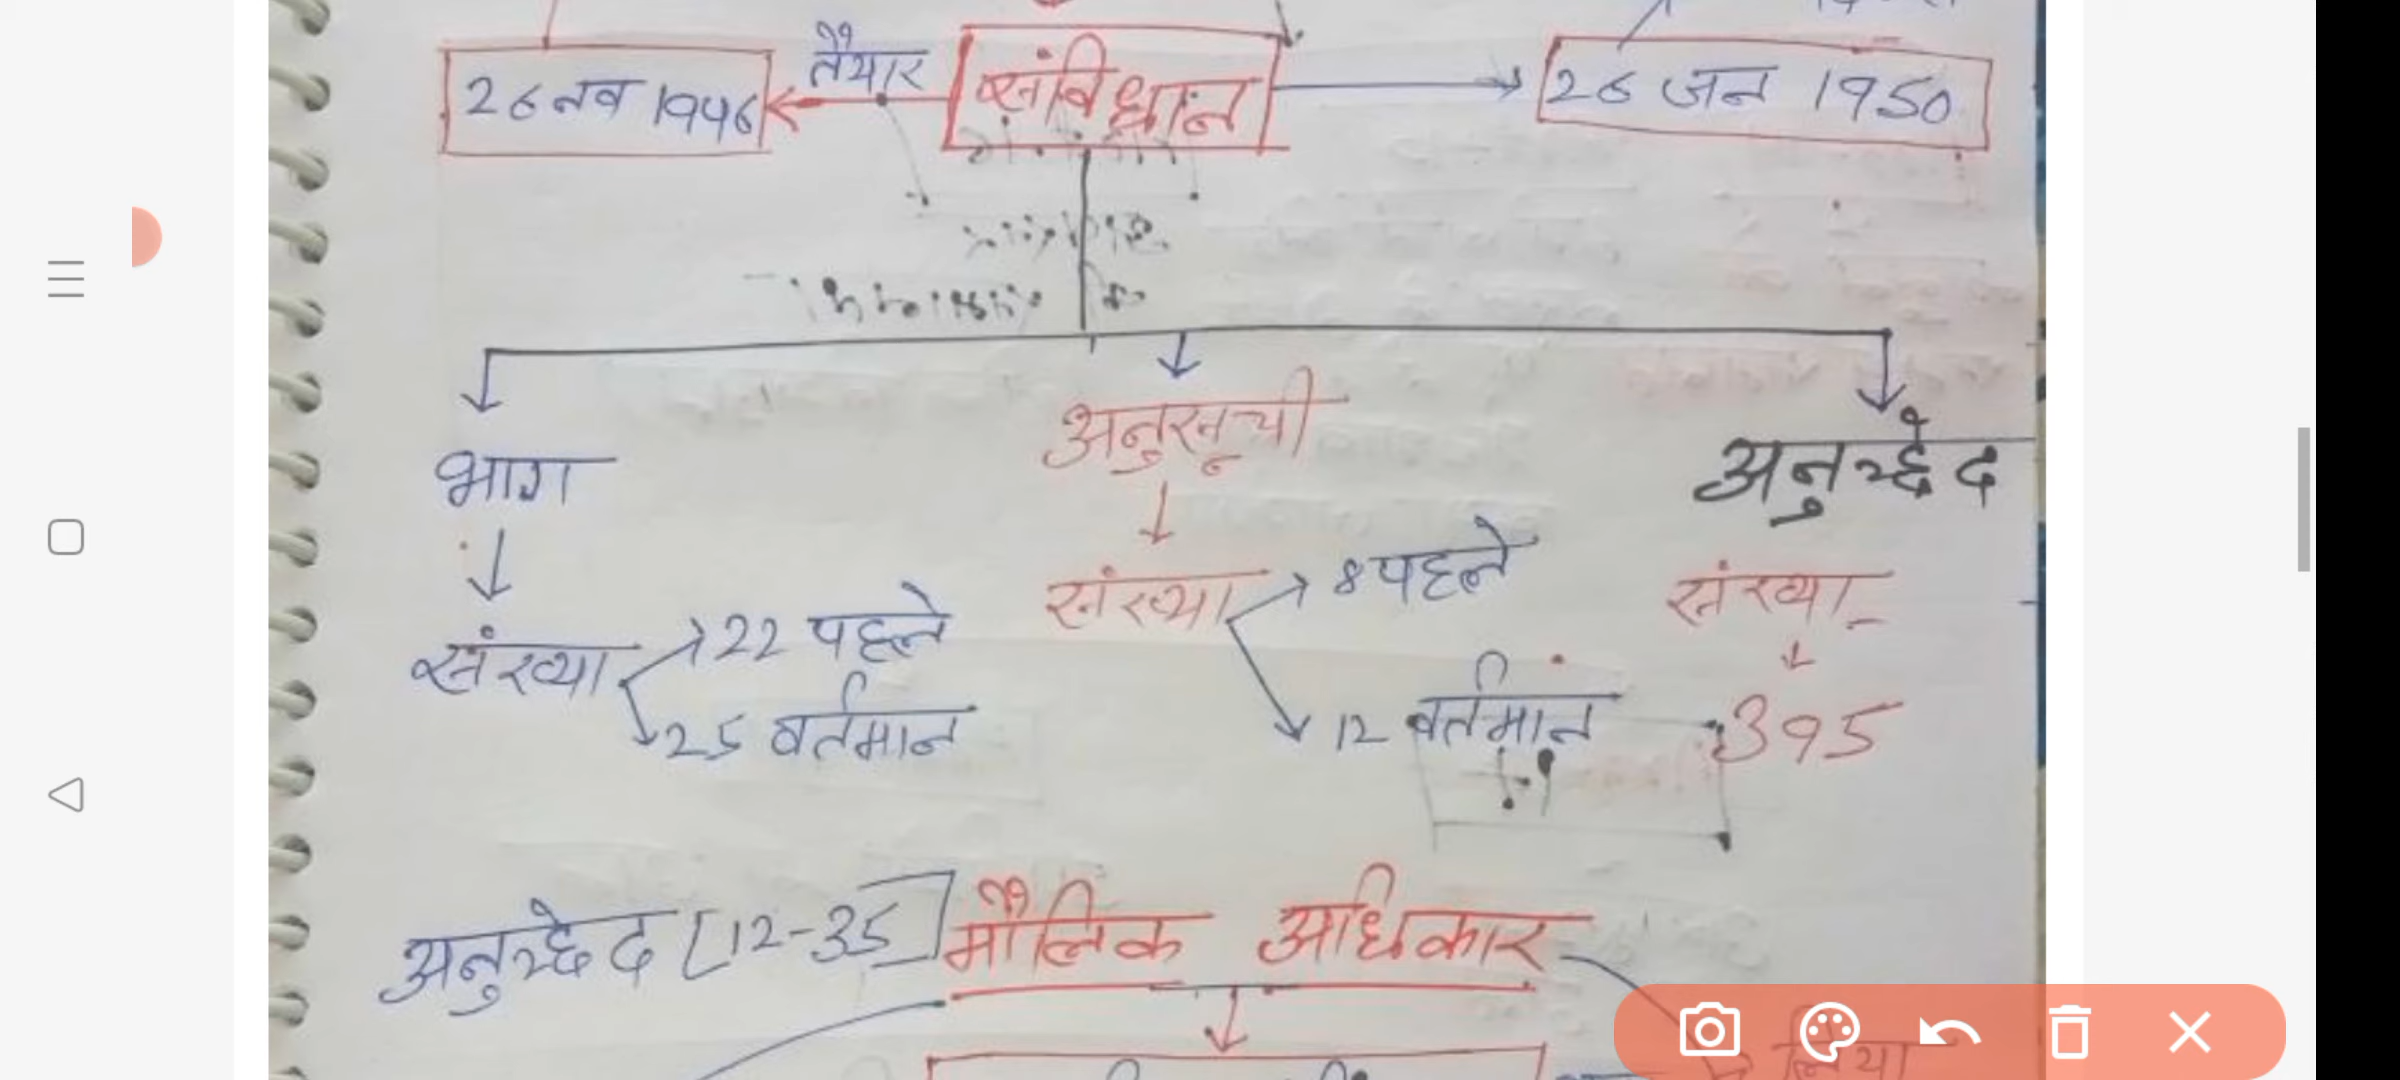 26 नव 1946 तैयार संविधान 26 जन 1950
भाग अनुसूची अनुच्छेद
संख्या 22 पहले 25 वर्तमान
संख्या 8 पहले 12 वर्तमान
संख्या 395
अनुच्छेद [12-35] मौलिक अधिकार